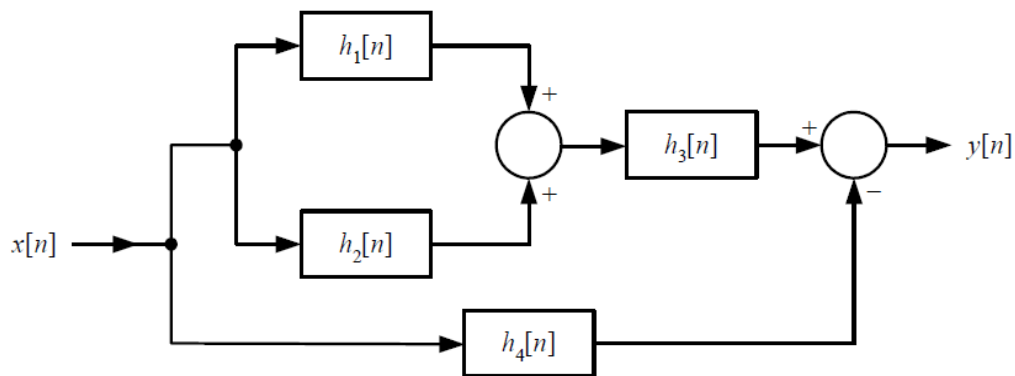 h₁[n]
+
h₃[n]
+
y[n]
+
−
x[n]
h₂[n]
h₄[n]